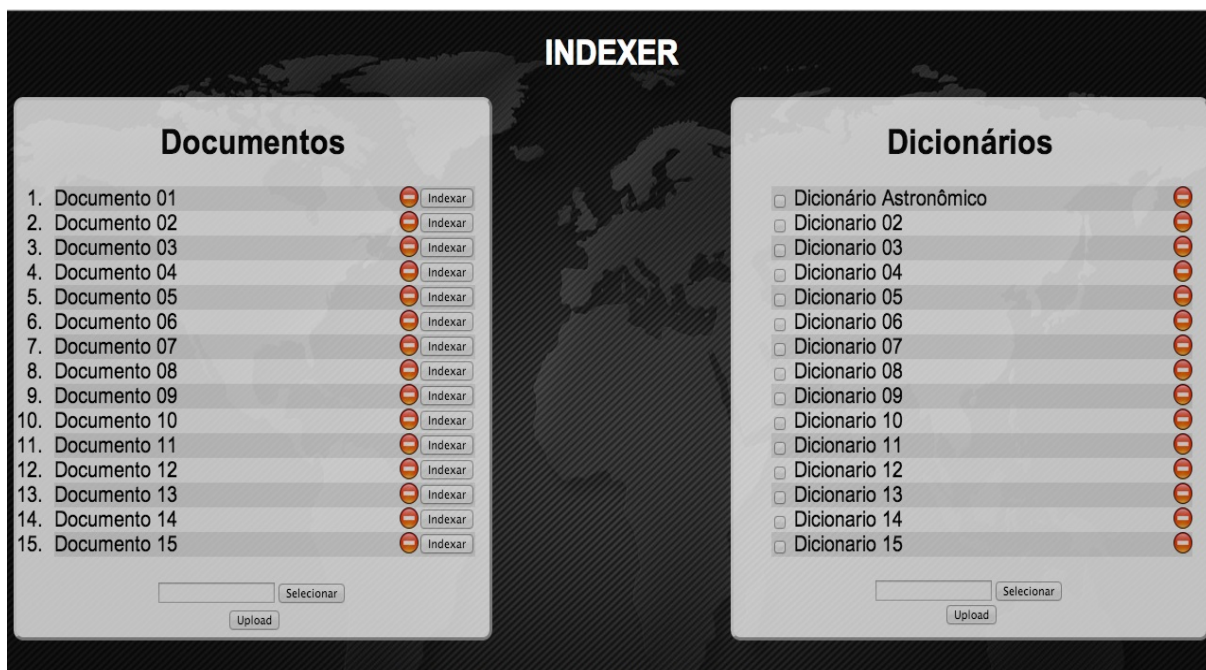 INDEXER
Documentos
1. Documento 01 Indexar
2. Documento 02 Indexar
3. Documento 03 Indexar
4. Documento 04 Indexar
5. Documento 05 Indexar
6. Documento 06 Indexar
7. Documento 07 Indexar
8. Documento 08 Indexar
9. Documento 09 Indexar
10. Documento 10 Indexar
11. Documento 11 Indexar
12. Documento 12 Indexar
13. Documento 13 Indexar
14. Documento 14 Indexar
15. Documento 15 Indexar
Selecionar
Upload
Dicionários
Dicionário Astronômico
Dicionario 02
Dicionario 03
Dicionario 04
Dicionario 05
Dicionario 06
Dicionario 07
Dicionario 08
Dicionario 09
Dicionario 10
Dicionario 11
Dicionario 12
Dicionario 13
Dicionario 14
Dicionario 15
Selecionar
Upload